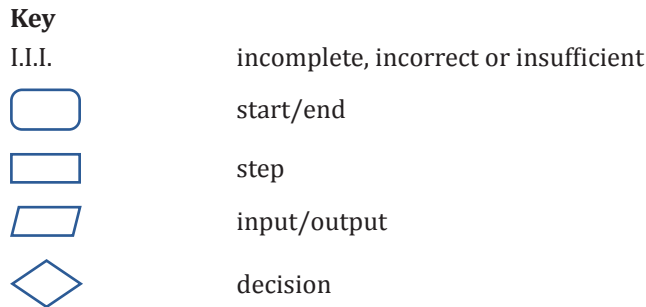 Key
I.I.I. incomplete, incorrect or insufficient
start/end
step
input/output
decision